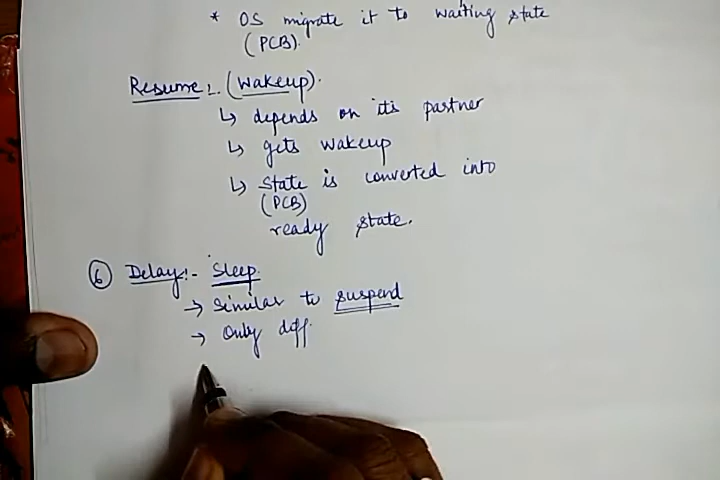 * OS migrate it to waiting state
(PCB).
Resume :. (Wakeup).
↳ depends on its partner
↳ gets wakeup
↳ State is converted into
(PCB)
ready state.
⑥ Delay:- Sleep.
→ Similar to suspend
→ Only diff.